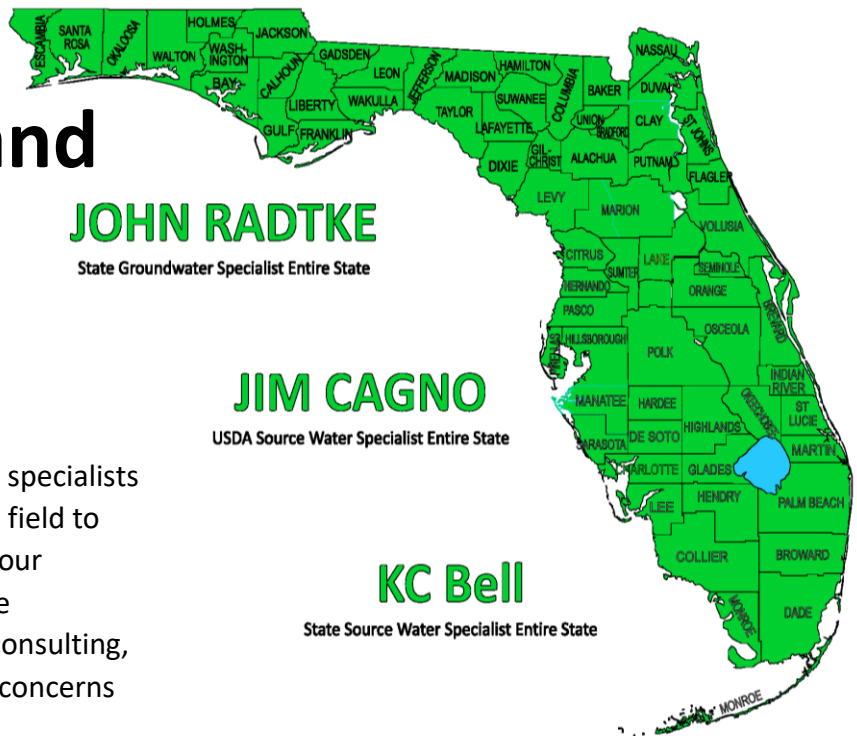 HOLMES
JACKSON
ESCAMBIA
SANTA
ROSA
OKALOOSA
WALTON
WASH-
INGTON
BAY
CALHOUN
GADSDEN
LEON
LIBERTY
WAKULLA
GULF
FRANKLIN
JEFFERSON
MADISON
HAMILTON
TAYLOR
SUWANEE
LAFAYETTE
COLUMBIA
DIXIE
GIL-
CHRIST
BAKER
NASSAU
DUVAL
UNION
BRADFORD
CLAY
ST JOHNS
ALACHUA
PUTNAM
FLAGLER
LEVY
MARION
VOLUSIA
and
JOHN RADTKE
State Groundwater Specialist Entire State
CITRUS
SUMTER
LAKE
SEMINOLE
HERNANDO
ORANGE
PASCO
BREVARD
OSCEOLA
PINELLAS
HILLSBOROUGH
POLK
INDIAN
RIVER
JIM CAGNO
USDA Source Water Specialist Entire State
MANATEE
HARDEE
OKEECHOBEE
ST
LUCIE
HIGHLANDS
SARASOTA
DE SOTO
MARTIN
CHARLOTTE
GLADES
specialists
field to
our
e
onsulting,
concerns
LEE
HENDRY
PALM BEACH
COLLIER
BROWARD
KC Bell
State Source Water Specialist Entire State
MONROE
DADE
MONROE